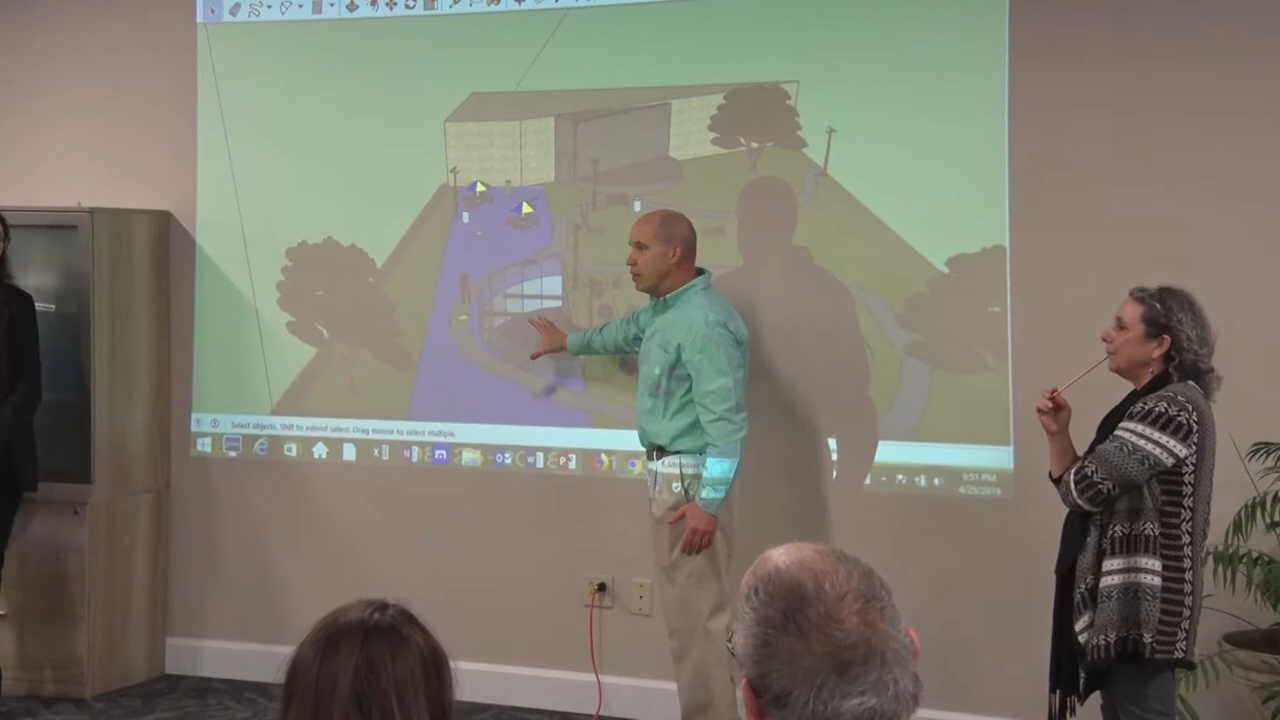 Select objects. Shift to extend select. Drag mouse to select multiple.
9:51 PM
4/29/2019